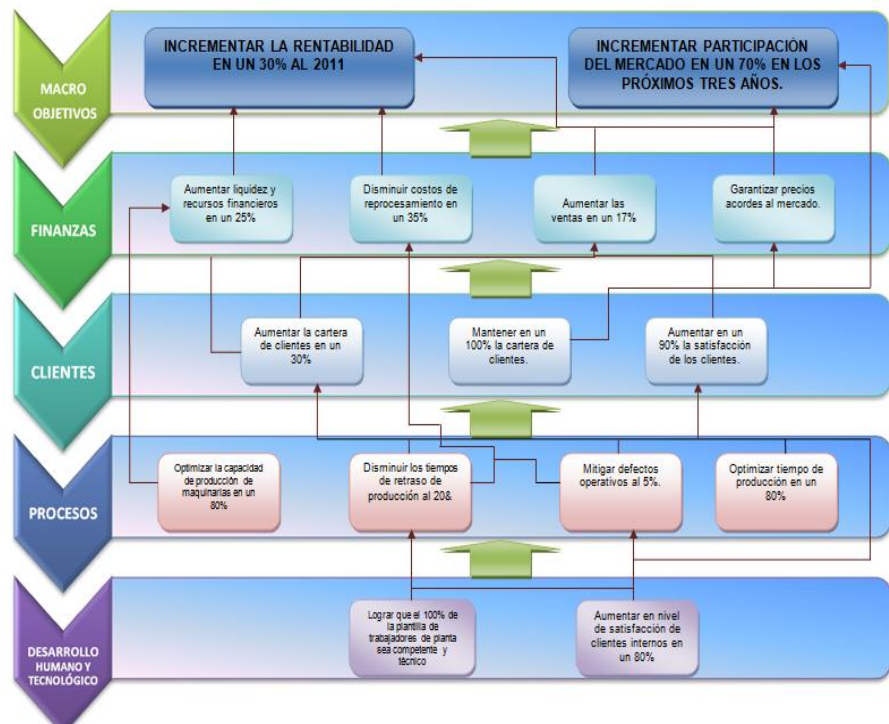 INCREMENTAR LA RENTABILIDAD
EN UN 30% AL 2011
INCREMENTAR PARTICIPACIÓN
DEL MERCADO EN UN 70% EN LOS
PRÓXIMOS TRES AÑOS.
MACRO
OBJETIVOS
Aumentar liquidez y
recursos financieros
en un 25%
Disminuir costos de
reprocesamiento en
un 35%
Aumentar las
ventas en un 17%
Garantizar precios
acordes al mercado.
FINANZAS
Aumentar la cartera
de clientes en un
30%
Mantener en un
100% la cartera de
clientes.
Aumentar en un
90% la satisfacción
de los clientes.
CLIENTES
Optimizar la capacidad
de producción de
maquinarias en un
80%
Disminuir los tiempos
de retraso de
producción al 20&
Mitigar defectos
operativos al 5%.
Optimizar tiempo de
producción en un
80%
PROCESOS
Lograr que el 100% de
la plantilla de
trabajadores de planta
sea competente y
técnico
Aumentar en nivel
de satisfacción de
clientes internos en
un 80%
DESARROLLO
HUMANO Y
TECNOLÓGICO